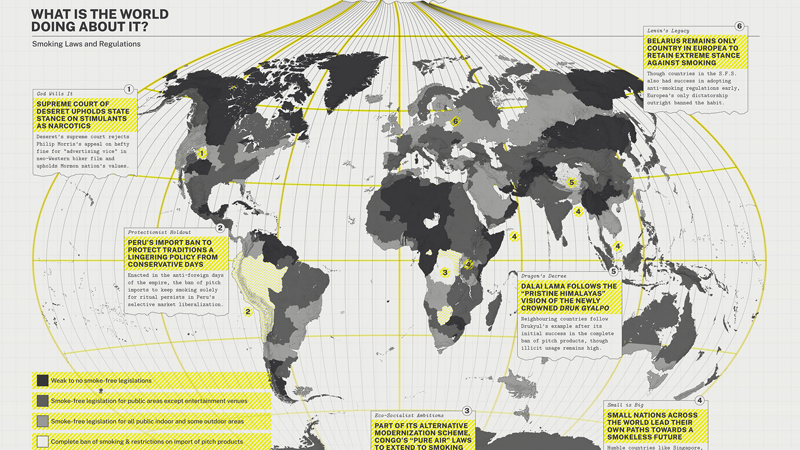 WHAT IS THE WORLD
DOING ABOUT IT?
Smoking Laws and Regulations
1
God Wills It
SUPREME COURT OF
DESERET UPHOLDS STATE
STANCE ON STIMULANTS
AS NARCOTICS
Deseret's supreme court rejects
Philip Morris's appeal on hefty
fine for "advertising vice" in
neo-Western biker film and
upholds Mormon nation's values.
6
Lenin's Legacy
BELARUS REMAINS ONLY
COUNTRY IN EUROPEA TO
RETAIN EXTREME STANCE
AGAINST SMOKING
Though countries in the S.F.S.
also had success in adopting
anti-smoking regulations early,
Europea's only dictatorship
outright banned the habit.
1
6
5
4
4
4
3
2
2
Protectionist Holdout
PERU'S IMPORT BAN TO
PROTECT TRADITIONS A
LINGERING POLICY FROM
CONSERVATIVE DAYS
Enacted in the anti-foreign days
of the empire, the ban of pitch
imports to keep smoking solely
for ritual persists in Peru's
selective market liberalization.
5
Dragon's Decree
DALAI LAMA FOLLOWS THE
"PRISTINE HIMALAYAS"
VISION OF THE NEWLY
CROWNED DRUK GYALPO
Neighbouring countries follow
Drukyul's example after its
initial success in the complete
ban of pitch products, though
illicit usage remains high.
Weak to no smoke-free legislations
Smoke-free legislation for public areas except entertainment venues
Smoke-free legislation for all public indoor and some outdoor areas
Complete ban of smoking & restrictions on import of pitch products
3
Eco-Socialist Ambitions
PART OF ITS ALTERNATIVE
MODERNIZATION SCHEME,
CONGO'S "PURE AIR" LAWS
TO EXTEND TO SMOKING
4
Small is Big
SMALL NATIONS ACROSS
THE WORLD LEAD THEIR
OWN PATHS TOWARDS A
SMOKELESS FUTURE
Humble countries like Singapore,